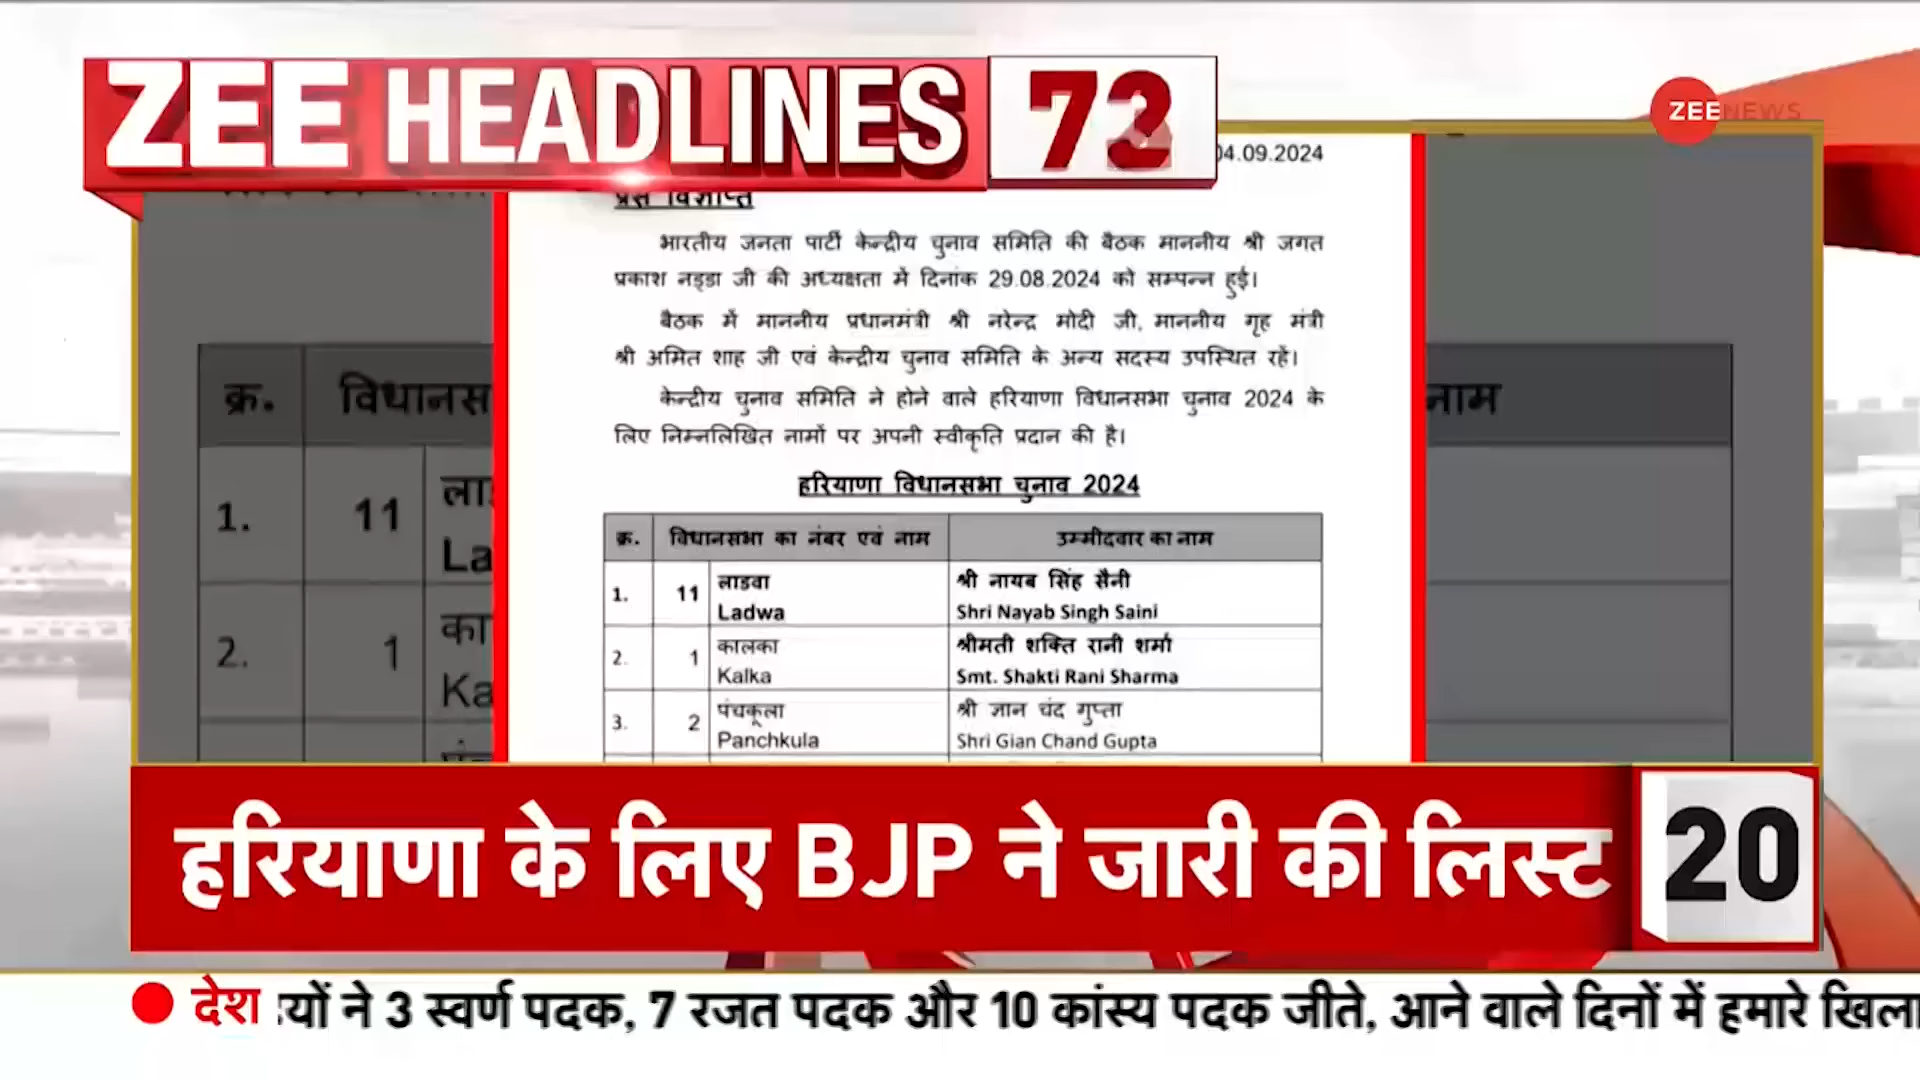 ZEE HEADLINES
ZEE NEWS
04.09.2024
प्रेस विज्ञप्ति
भारतीय जनता पार्टी केन्द्रीय चुनाव समिति की बैठक माननीय श्री जगत
प्रकाश नड्डा जी की अध्यक्षता में दिनांक 29.08.2024 को सम्पन्न हुई।
बैठक में माननीय प्रधानमंत्री श्री नरेन्द्र मोदी जी, माननीय गृह मंत्री
श्री अमित शाह जी एवं केन्द्रीय चुनाव समिति के अन्य सदस्य उपस्थित रहें।
केन्द्रीय चुनाव समिति ने होने वाले हरियाणा विधानसभा चुनाव 2024 के
लिए निम्नलिखित नामों पर अपनी स्वीकृति प्रदान की है।
हरियाणा विधानसभा चुनाव 2024
क्र. विधानसभा का नंबर एवं नाम उम्मीदवार का नाम
1. 11 लाडवा श्री नायब सिंह सैनी
Ladwa Shri Nayab Singh Saini
2. 1 कालका श्रीमती शक्ति रानी शर्मा
Kalka Smt. Shakti Rani Sharma
3. 2 पंचकूला श्री ज्ञान चंद गुप्ता
Panchkula Shri Gian Chand Gupta
क्र. विधानस नाम
1. 11
La
2. 1 का
Ka
हरियाणा के लिए BJP ने जारी की लिस्ट 20
देश यों ने 3 स्वर्ण पदक, 7 रजत पदक और 10 कांस्य पदक जीते, आने वाले दिनों में हमारे खिला